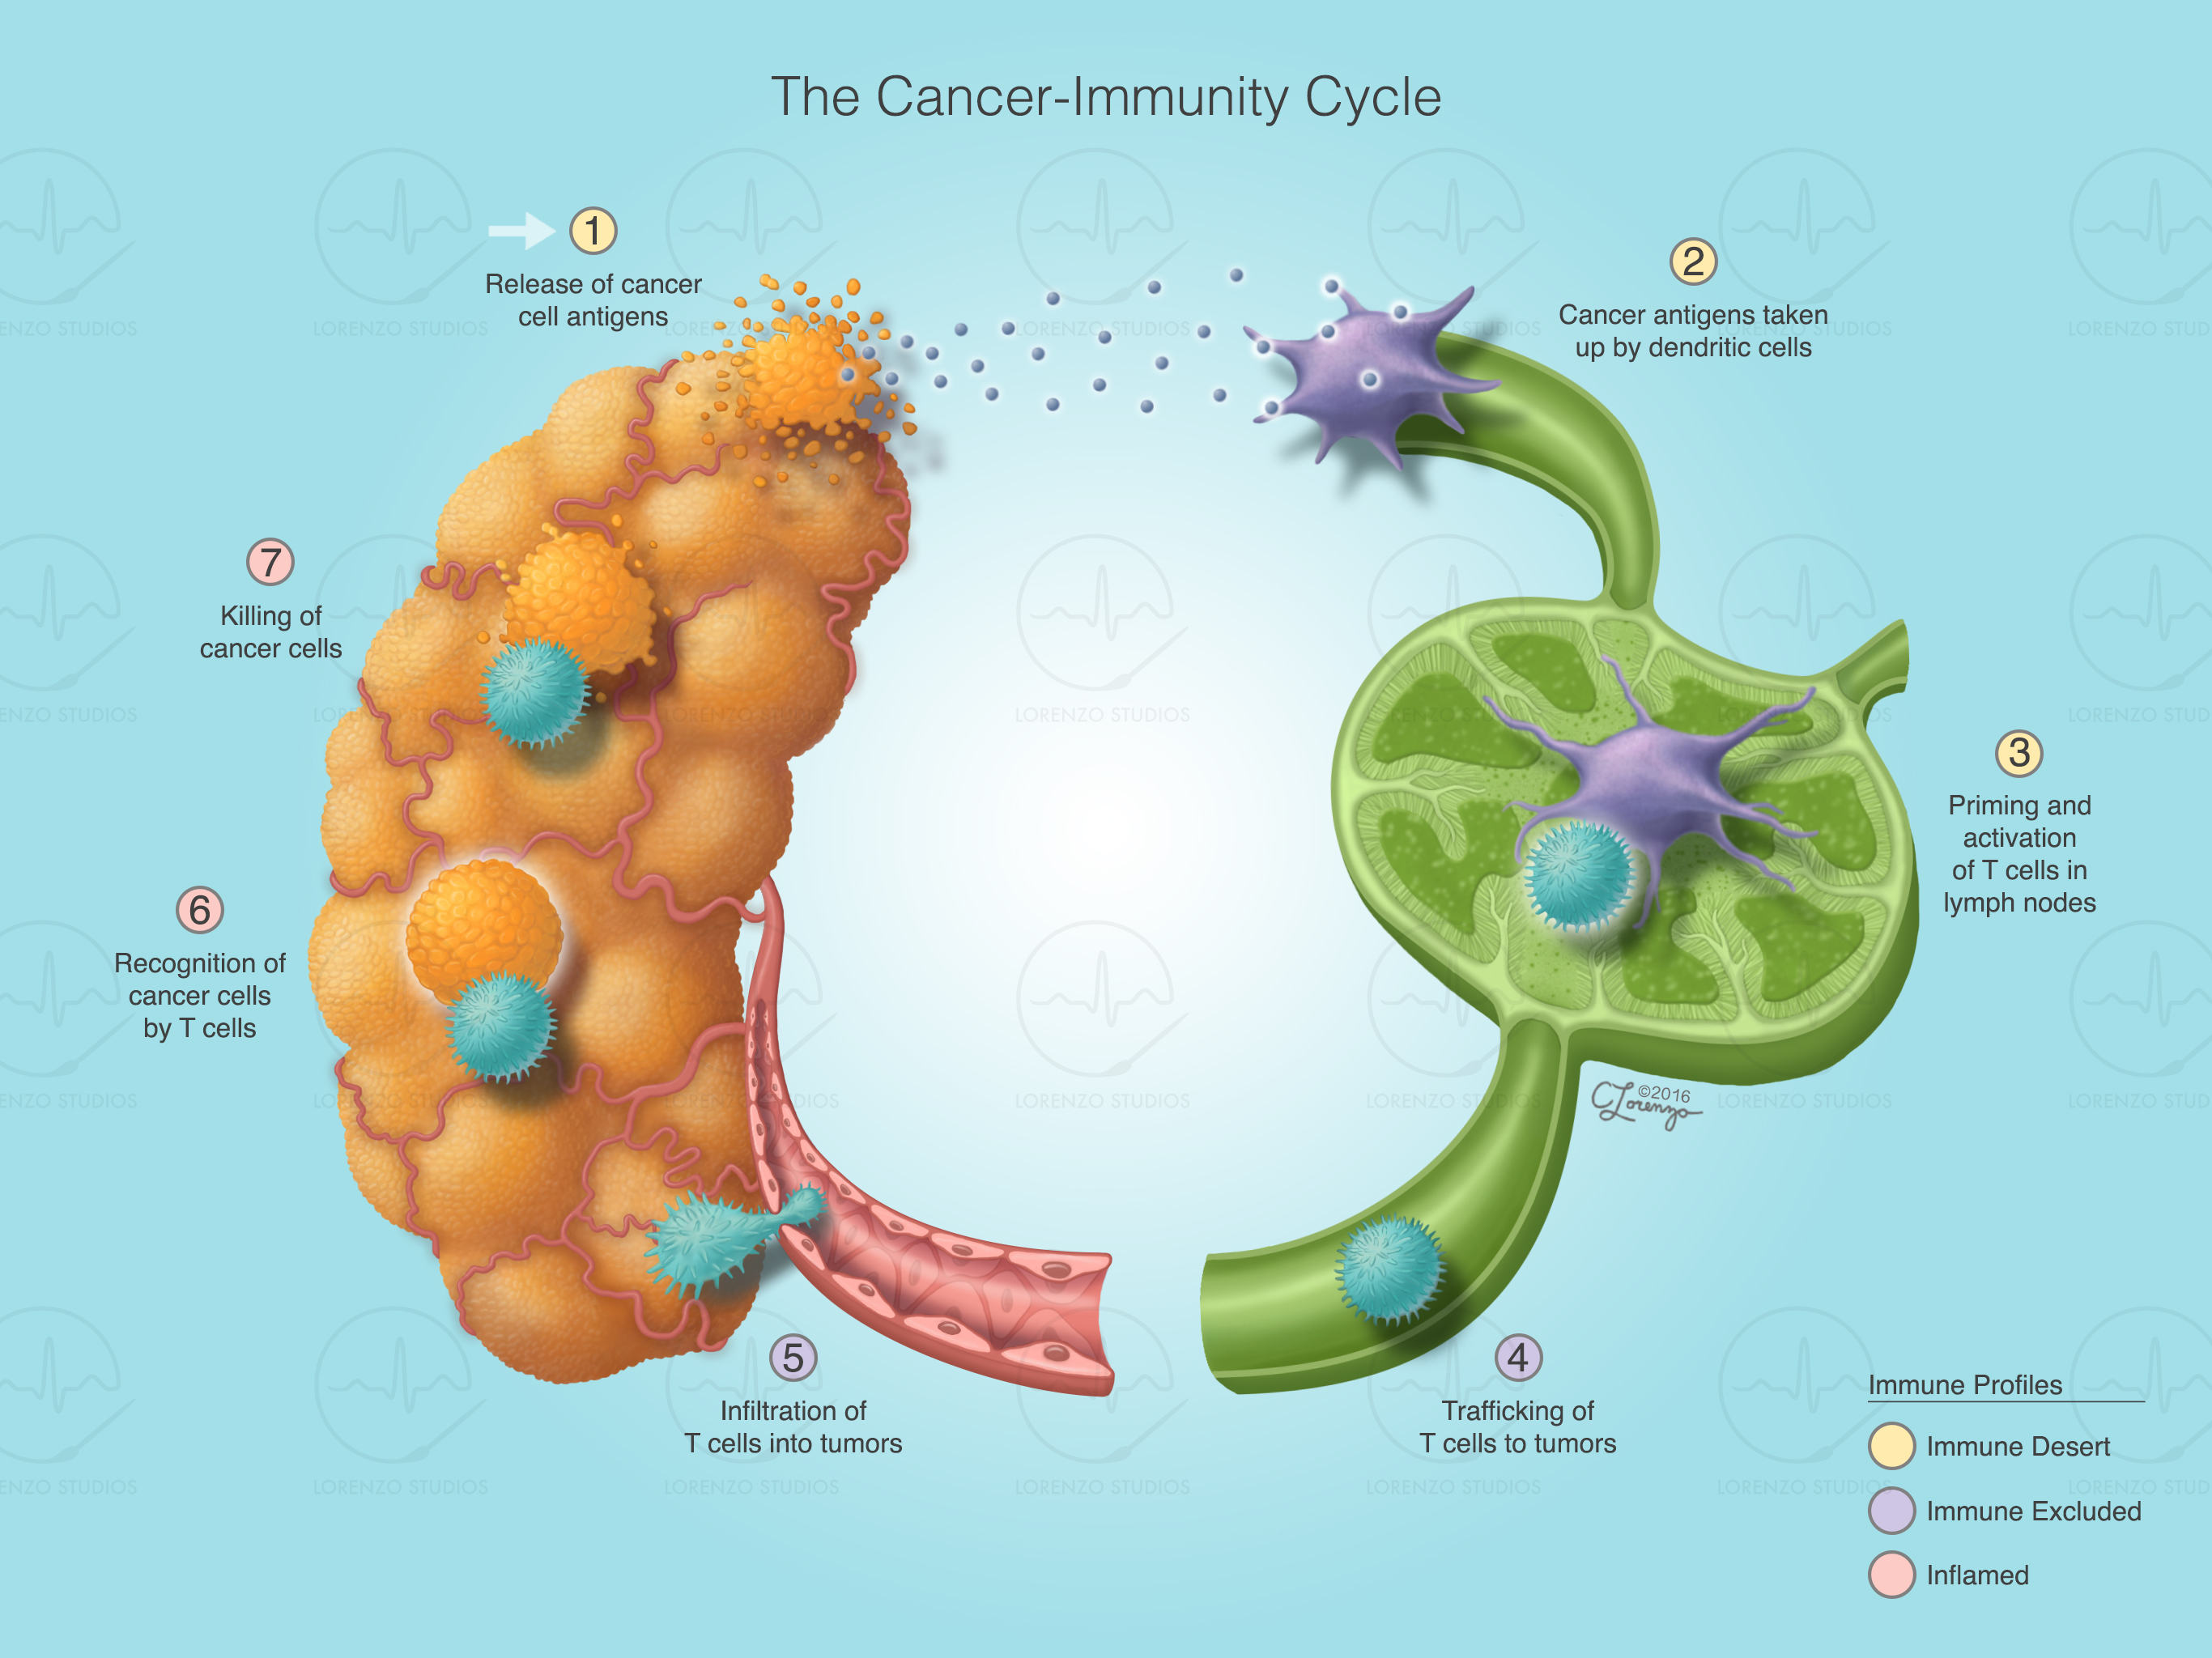 The Cancer-Immunity Cycle
1
Release of cancer
cell antigens
2
Cancer antigens taken
up by dendritic cells
3
Priming and
activation
of T cells in
lymph nodes
4
Trafficking of
T cells to tumors
5
Infiltration of
T cells into tumors
6
Recognition of
cancer cells
by T cells
7
Killing of
cancer cells
CLorenzo ©2016
Immune Profiles
Immune Desert
Immune Excluded
Inflamed
LORENZO STUDIOS